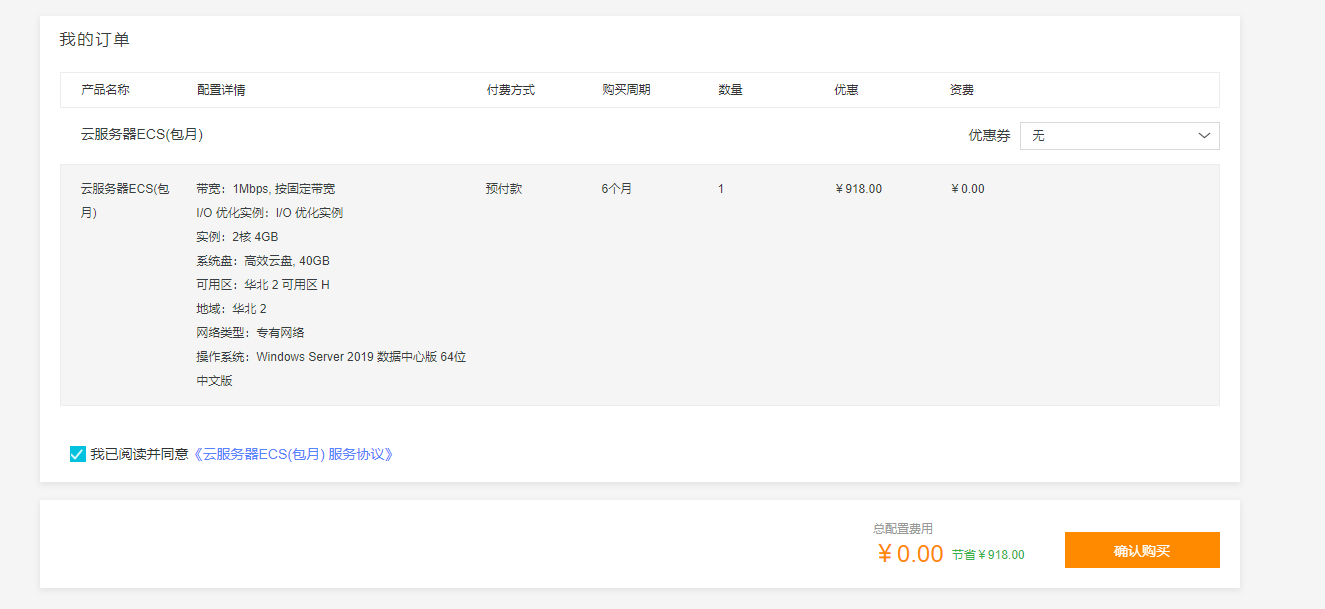 我的订单
产品名称 配置详情 付费方式 购买周期 数量 优惠 资费
云服务器ECS(包月) 优惠券 无
云服务器ECS(包 带宽：1Mbps, 按固定带宽 预付款 6个月 1 ￥918.00 ￥0.00
月) I/O 优化实例：I/O 优化实例
实例：2核 4GB
系统盘：高效云盘, 40GB
可用区：华北 2 可用区 H
地域：华北 2
网络类型：专有网络
操作系统：Windows Server 2019 数据中心版 64位
中文版
我已阅读并同意《云服务器ECS(包月) 服务协议》
总配置费用
￥0.00 节省￥918.00 确认购买